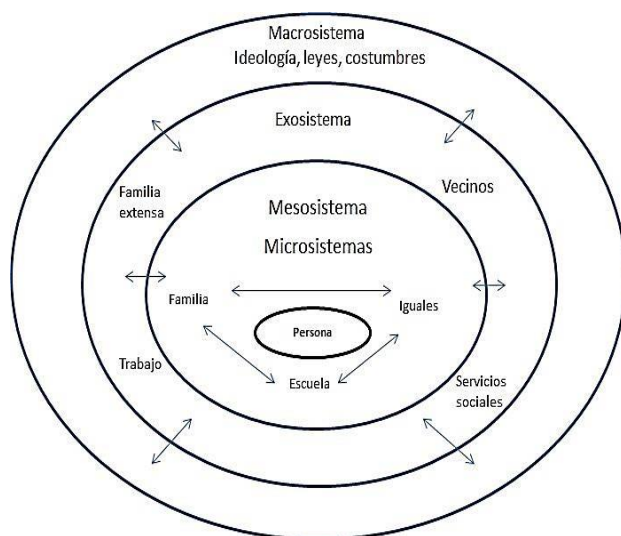 Macrosistema
Ideología, leyes, costumbres
Exosistema
Familia
extensa
Vecinos
Mesosistema
Microsistemas
Familia
Iguales
Persona
Trabajo
Escuela
Servicios
sociales